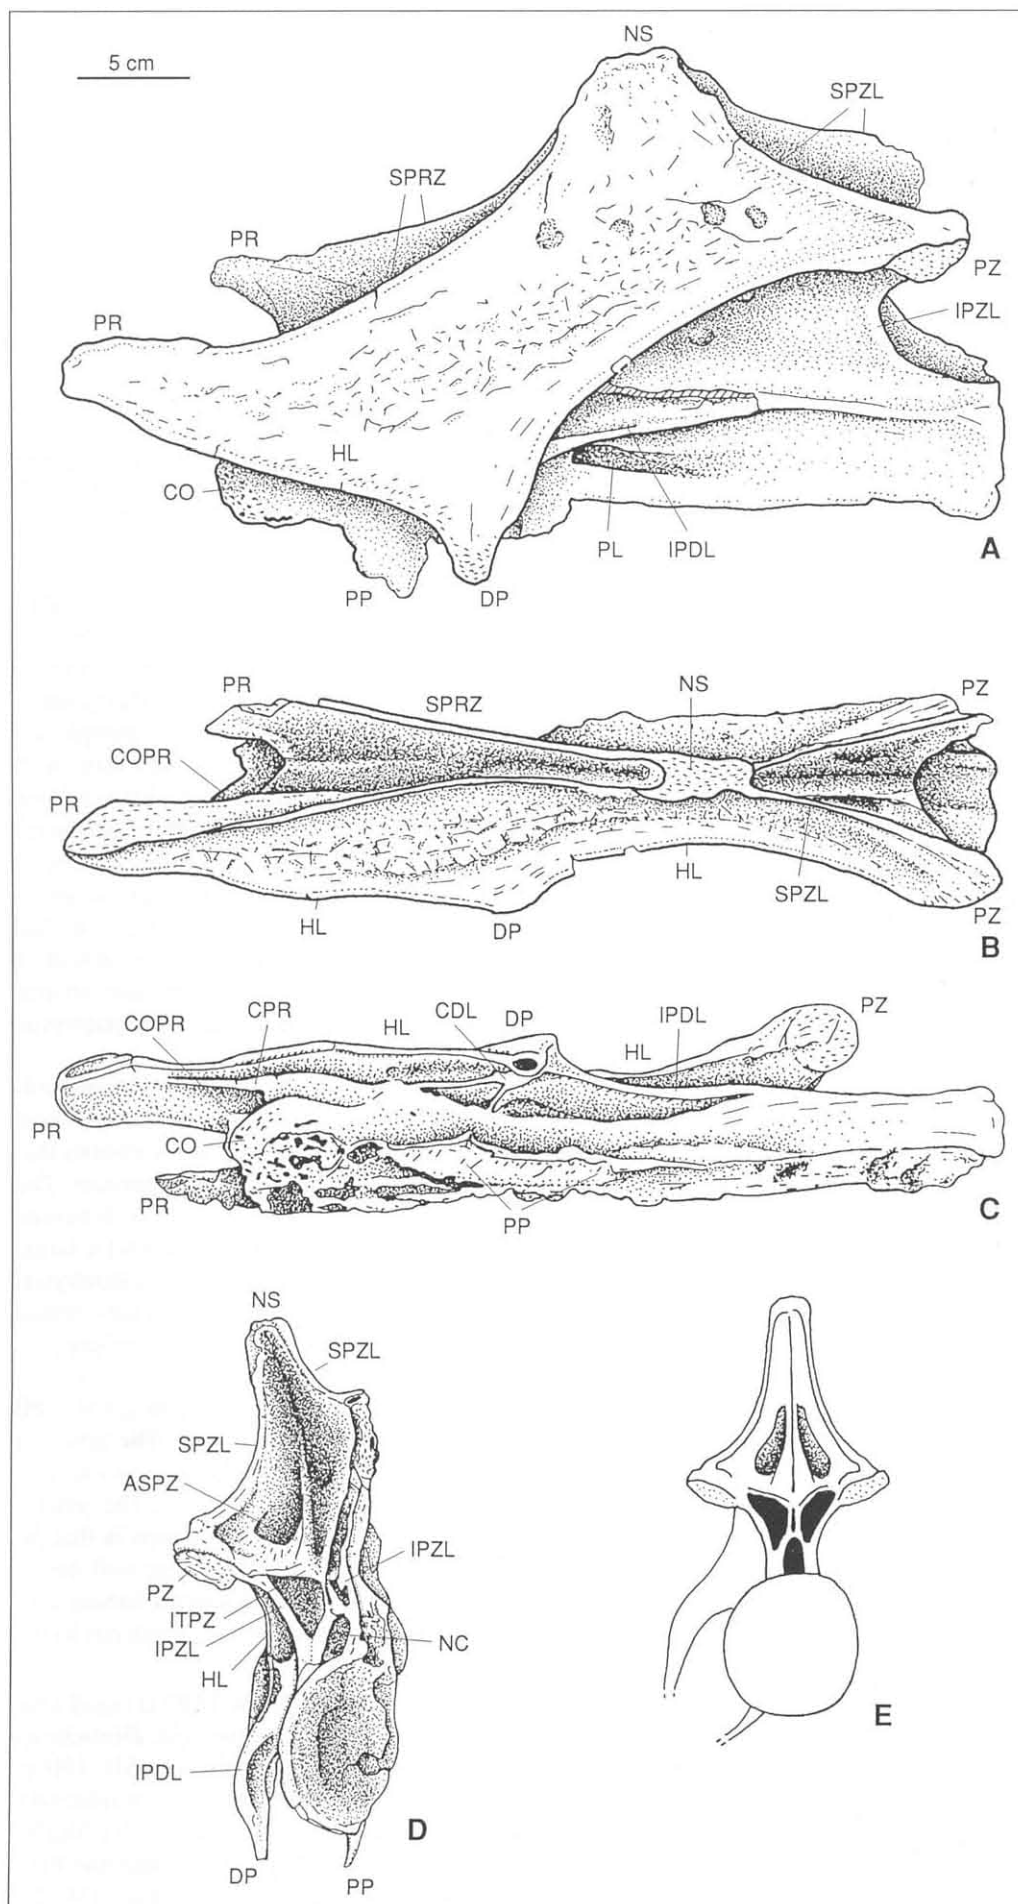 NS
5 cm
SPZL
SPRZ
PR
PZ
PR
IPZL
HL
CO
PL
IPDL
A
PP
DP
PR
SPRZ
NS
PZ
COPR
PR
HL
SPZL
HL
DP
PZ
B
COPR
CPR
HL
CDL
DP
HL
IPDL
PZ
PR
CO
PR
PP
C
NS
SPZL
SPZL
ASPZ
PZ
IPZL
ITPZ
IPZL
NC
HL
E
IPDL
D
DP
PP